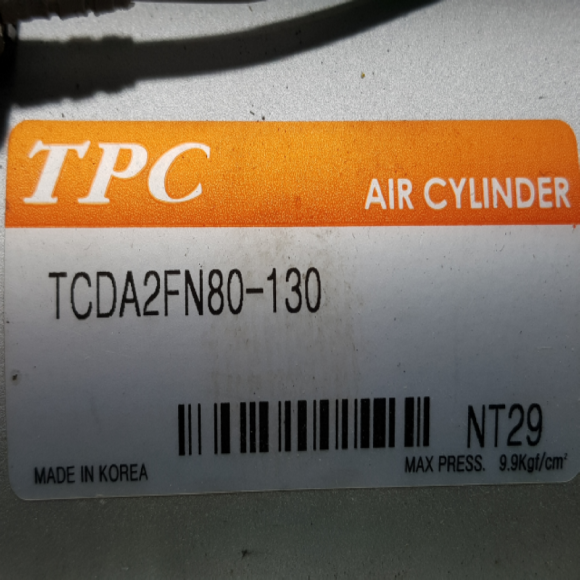 TPC
AIR CYLINDER
TCDA2FN80-130
NT29
MADE IN KOREA
MAX PRESS. 9.9Kgf/cm²